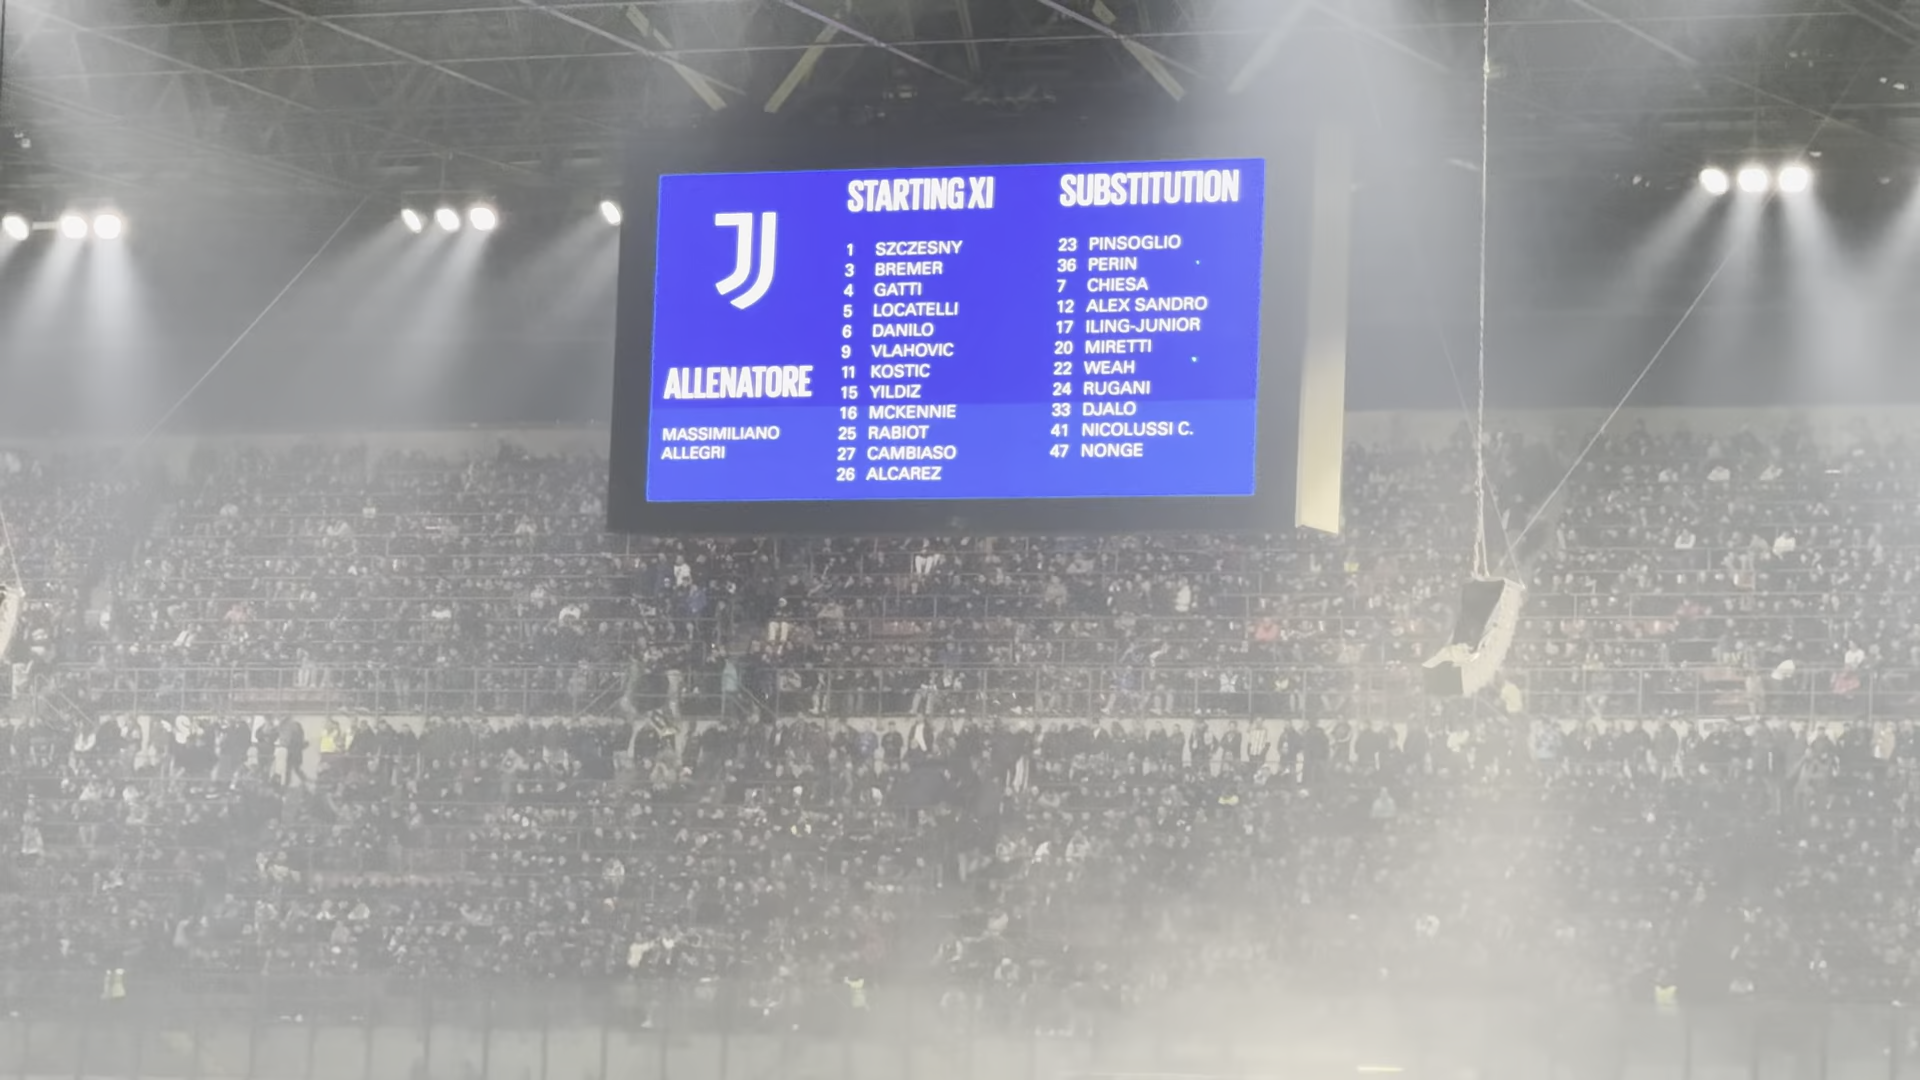 STARTING XI
1 SZCZESNY
3 BREMER
4 GATTI
5 LOCATELLI
6 DANILO
9 VLAHOVIC
11 KOSTIC
15 YILDIZ
16 MCKENNIE
25 RABIOT
27 CAMBIASO
26 ALCAREZ
SUBSTITUTION
23 PINSOGLIO
36 PERIN
7 CHIESA
12 ALEX SANDRO
17 ILING-JUNIOR
20 MIRETTI
22 WEAH
24 RUGANI
33 DJALO
41 NICOLUSSI C.
47 NONGE
ALLENATORE
MASSIMILIANO
ALLEGRI